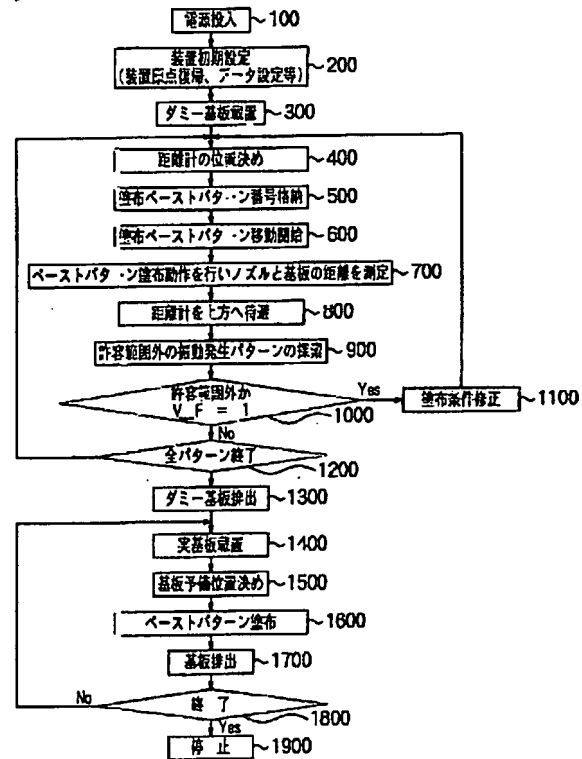 電源投入 100
装置初期設定
(装置原点復帰、データ設定等) 200
ダミー基板載置 300
距離計の位置決め 400
塗布ペーストパターン番号格納 500
塗布ペーストパターン移動開始 600
ペーストパターン塗布動作を行いノズルと基板の距離を測定 700
距離計を上方へ待避 800
許容範囲外の振動発生パターンの探索 900
許容範囲外か
V_F = 1 1000
Yes
塗布条件修正 1100
No
全パターン終了 1200
ダミー基板排出 1300
実基板載置 1400
基板予備位置決め 1500
ペーストパターン塗布 1600
基板排出 1700
No
終了 1800
Yes
停止 1900